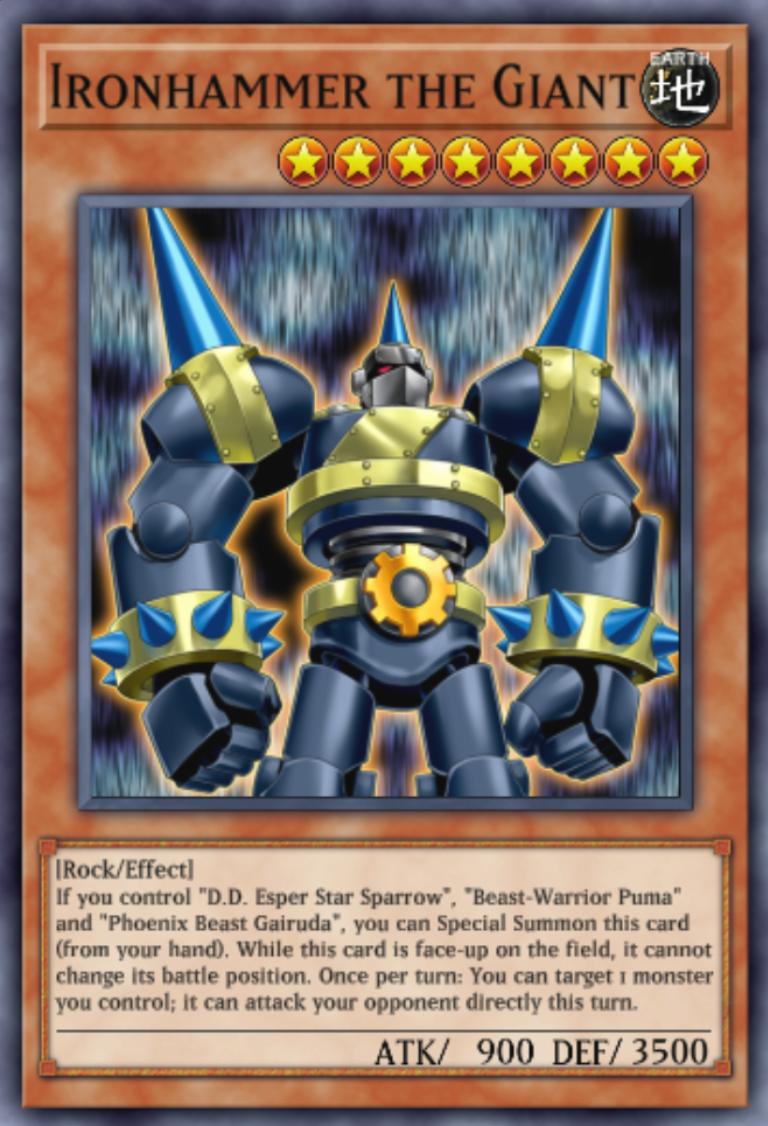 Ironhammer the Giant
EARTH
地
[Rock/Effect]
If you control "D.D. Esper Star Sparrow", "Beast-Warrior Puma"
and "Phoenix Beast Gairuda", you can Special Summon this card
(from your hand). While this card is face-up on the field, it cannot
change its battle position. Once per turn: You can target 1 monster
you control; it can attack your opponent directly this turn.
ATK/ 900 DEF/ 3500